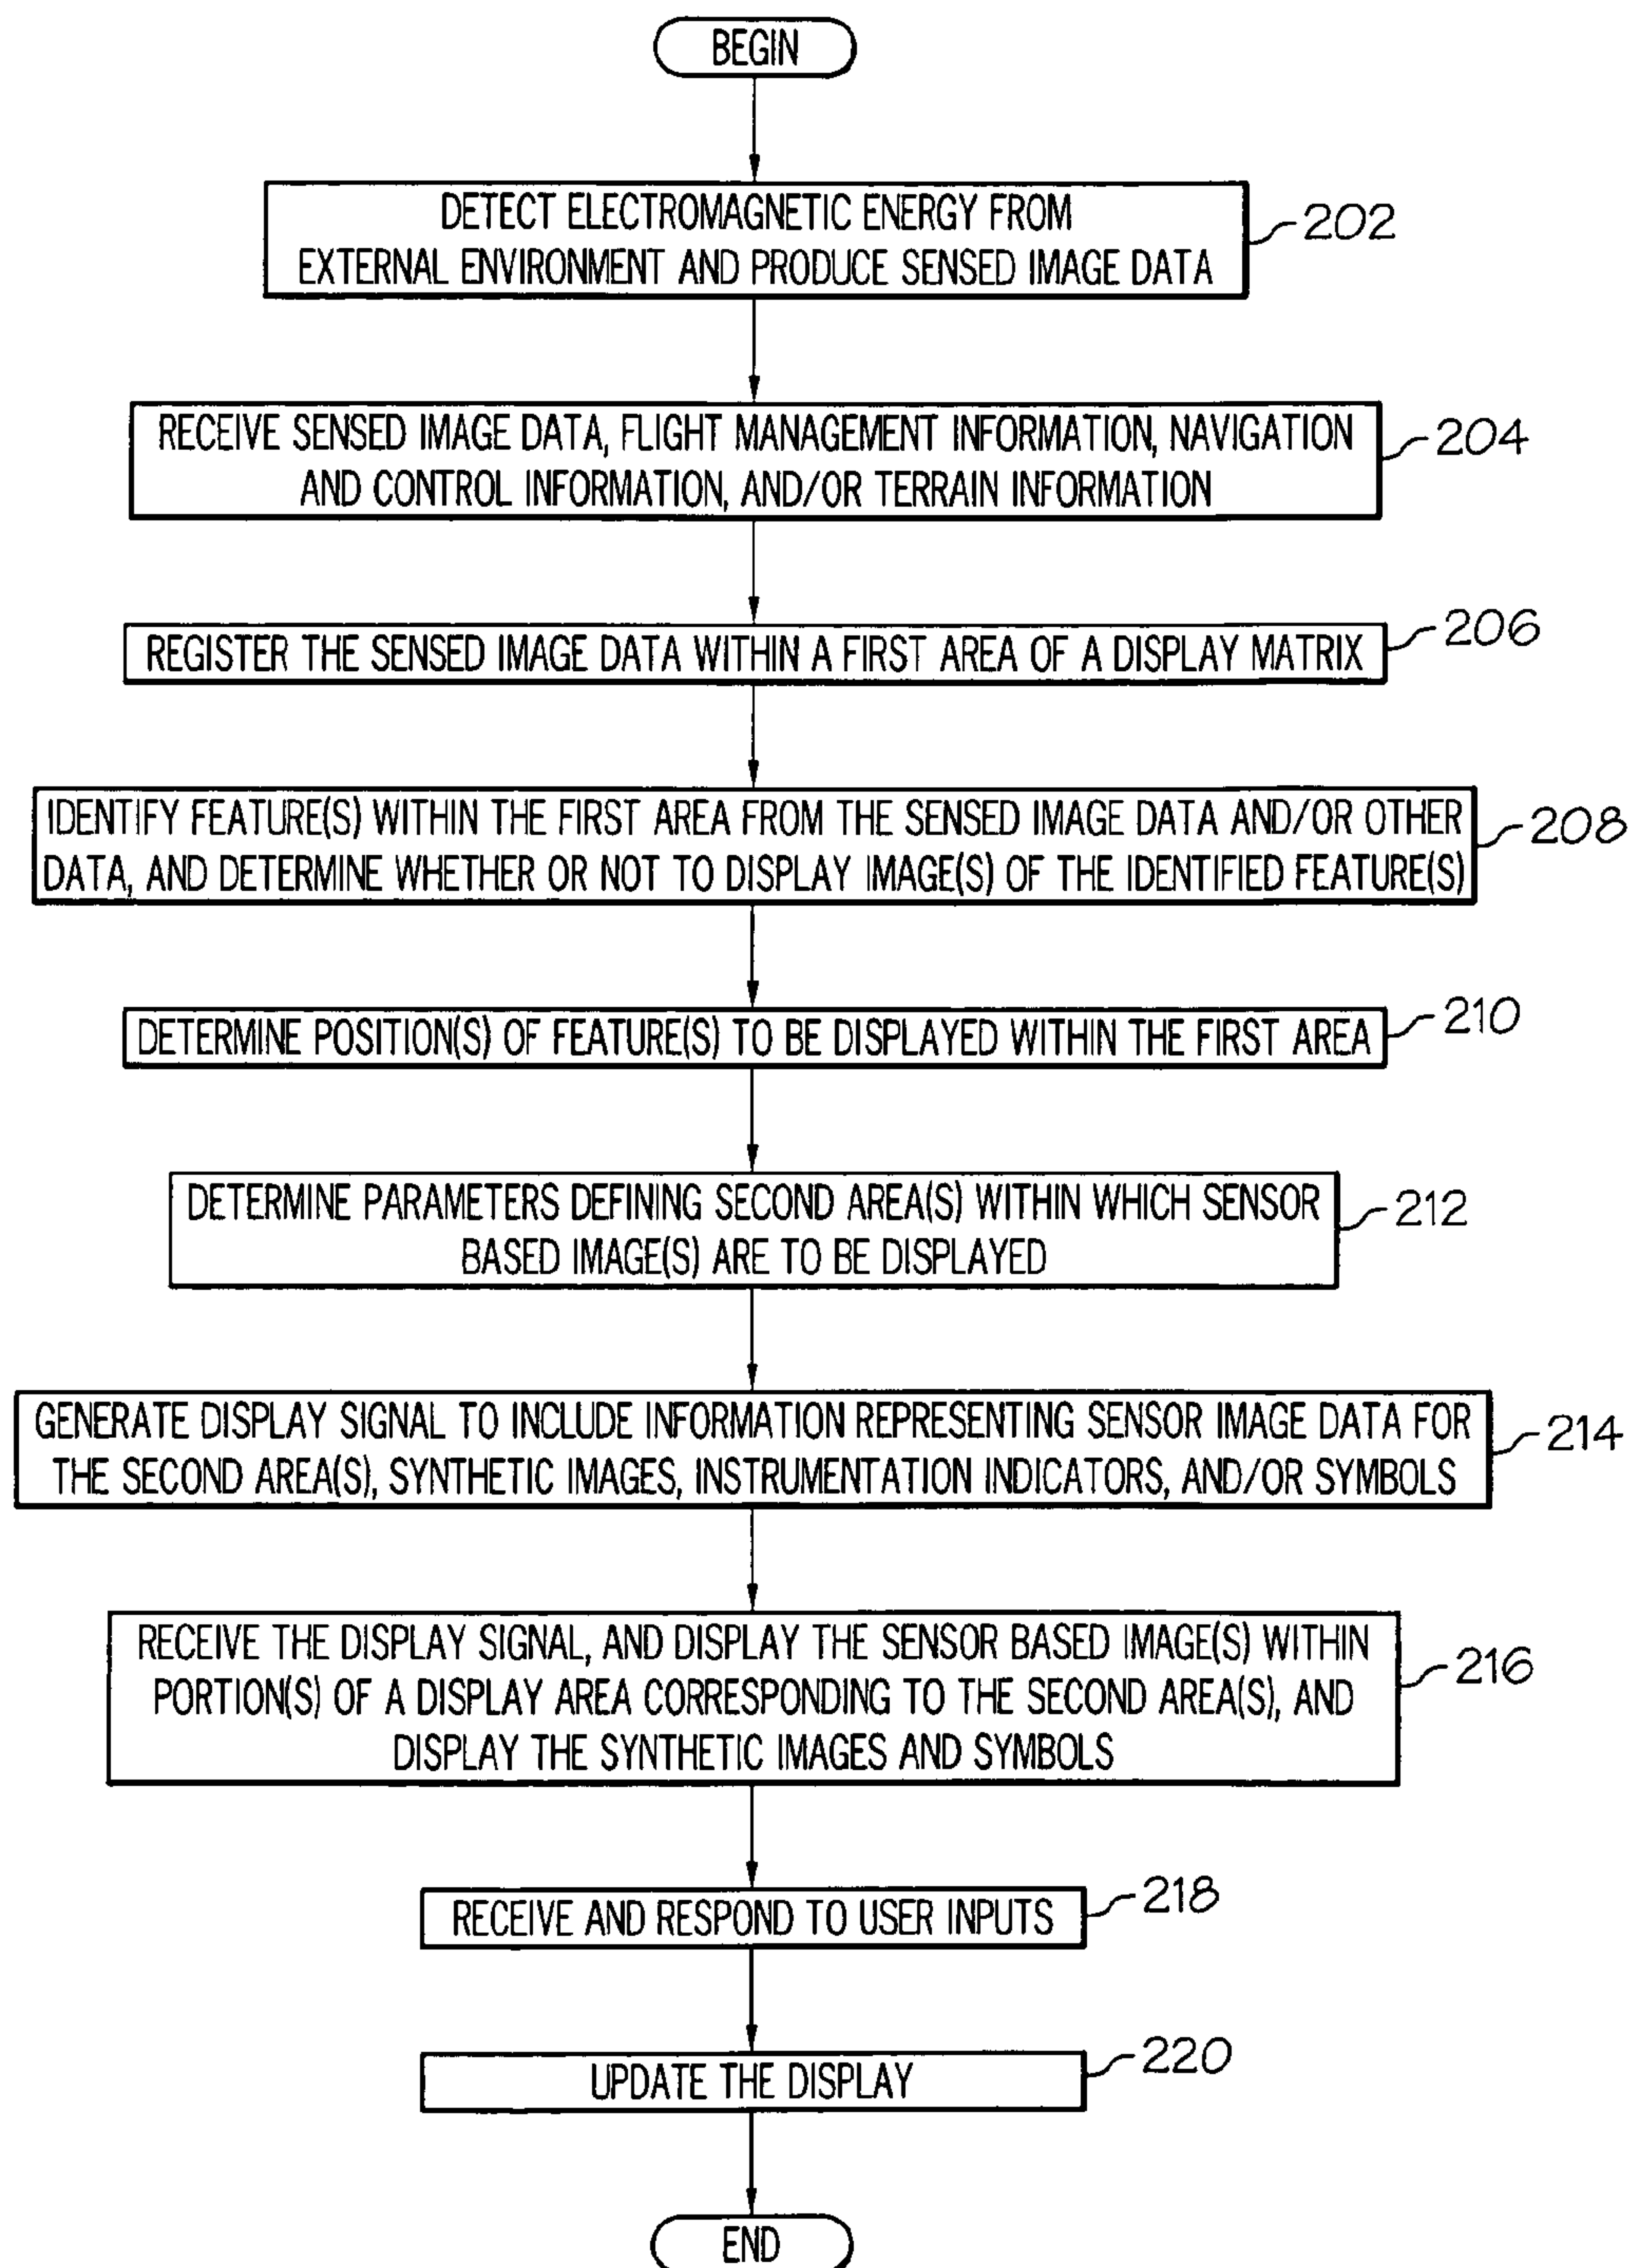 BEGIN
DETECT ELECTROMAGNETIC ENERGY FROM
EXTERNAL ENVIRONMENT AND PRODUCE SENSED IMAGE DATA
202
RECEIVE SENSED IMAGE DATA, FLIGHT MANAGEMENT INFORMATION, NAVIGATION
AND CONTROL INFORMATION, AND/OR TERRAIN INFORMATION
204
REGISTER THE SENSED IMAGE DATA WITHIN A FIRST AREA OF A DISPLAY MATRIX
206
IDENTIFY FEATURE(S) WITHIN THE FIRST AREA FROM THE SENSED IMAGE DATA AND/OR OTHER
DATA, AND DETERMINE WHETHER OR NOT TO DISPLAY IMAGE(S) OF THE IDENTIFIED FEATURE(S)
208
DETERMINE POSITION(S) OF FEATURE(S) TO BE DISPLAYED WITHIN THE FIRST AREA
210
DETERMINE PARAMETERS DEFINING SECOND AREA(S) WITHIN WHICH SENSOR
BASED IMAGE(S) ARE TO BE DISPLAYED
212
GENERATE DISPLAY SIGNAL TO INCLUDE INFORMATION REPRESENTING SENSOR IMAGE DATA FOR
THE SECOND AREA(S), SYNTHETIC IMAGES, INSTRUMENTATION INDICATORS, AND/OR SYMBOLS
214
RECEIVE THE DISPLAY SIGNAL, AND DISPLAY THE SENSOR BASED IMAGE(S) WITHIN
PORTION(S) OF A DISPLAY AREA CORRESPONDING TO THE SECOND AREA(S), AND
DISPLAY THE SYNTHETIC IMAGES AND SYMBOLS
216
RECEIVE AND RESPOND TO USER INPUTS
218
UPDATE THE DISPLAY
220
END